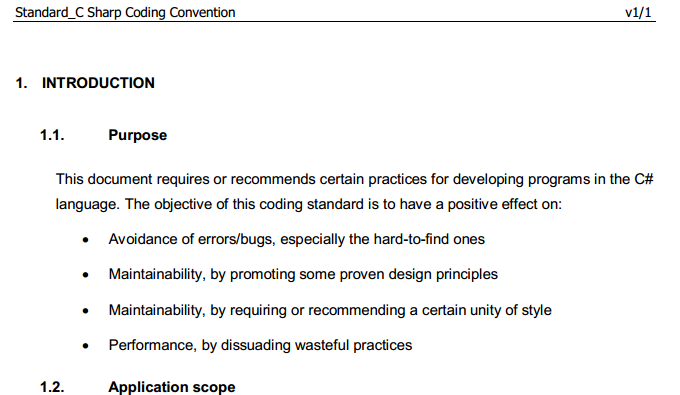 Standard_C Sharp Coding Convention v1/1
1. INTRODUCTION
1.1. Purpose
This document requires or recommends certain practices for developing programs in the C#
language. The objective of this coding standard is to have a positive effect on:
• Avoidance of errors/bugs, especially the hard-to-find ones
• Maintainability, by promoting some proven design principles
• Maintainability, by requiring or recommending a certain unity of style
• Performance, by dissuading wasteful practices
1.2. Application scope